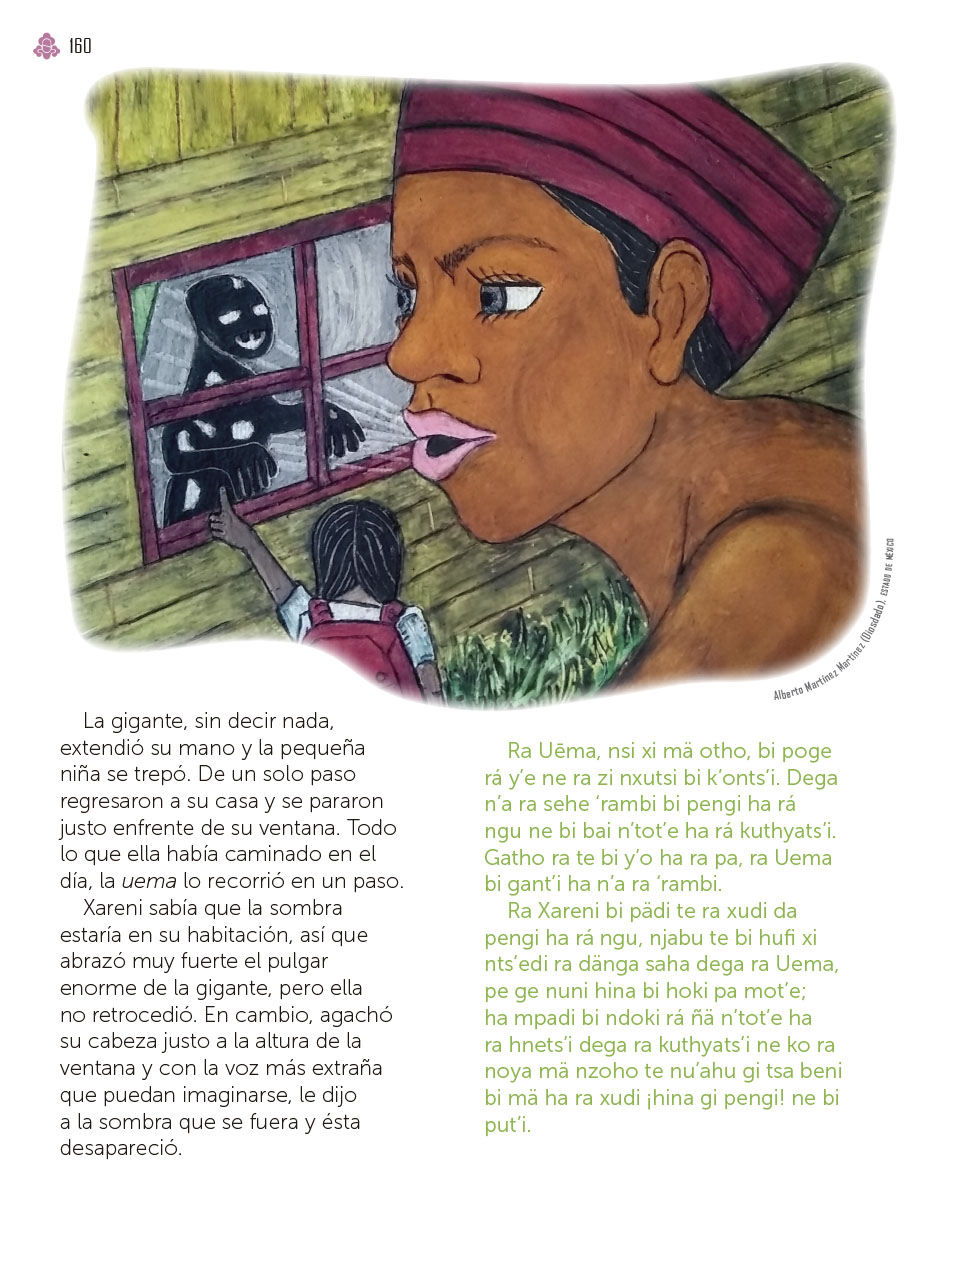 160
Alberto Martínez Martínez (Diosdado), ESTADO DE MÉXICO
La gigante, sin decir nada,
extendió su mano y la pequeña
niña se trepó. De un solo paso
regresaron a su casa y se pararon
justo enfrente de su ventana. Todo
lo que ella había caminado en el
día, la uema lo recorrió en un paso.
Xareni sabía que la sombra
estaría en su habitación, así que
abrazó muy fuerte el pulgar
enorme de la gigante, pero ella
no retrocedió. En cambio, agachó
su cabeza justo a la altura de la
ventana y con la voz más extraña
que puedan imaginarse, le dijo
a la sombra que se fuera y ésta
desapareció.
Ra Uēma, nsi xi mä otho, bi poge
rá y’e ne ra zi nxutsi bi k’onts’i. Dega
n’a ra sehe ‘rambi bi pengi ha rá
ngu ne bi bai n’tot’e ha rá kuthyats’i.
Gatho ra te bi y’o ha ra pa, ra Uema
bi gant’i ha n’a ra ‘rambi.
Ra Xareni bi pädi te ra xudi da
pengi ha rá ngu, njabu te bi hufi xi
nts’edi ra dänga saha dega ra Uema,
pe ge nuni hina bi hoki pa mot’e;
ha mpadi bi ndoki rá ñä n’tot’e ha
ra hnets’i dega ra kuthyats’i ne ko ra
noya mä nzoho te nu’ahu gi tsa beni
bi mä ha ra xudi ¡hina gi pengi! ne bi
put’i.